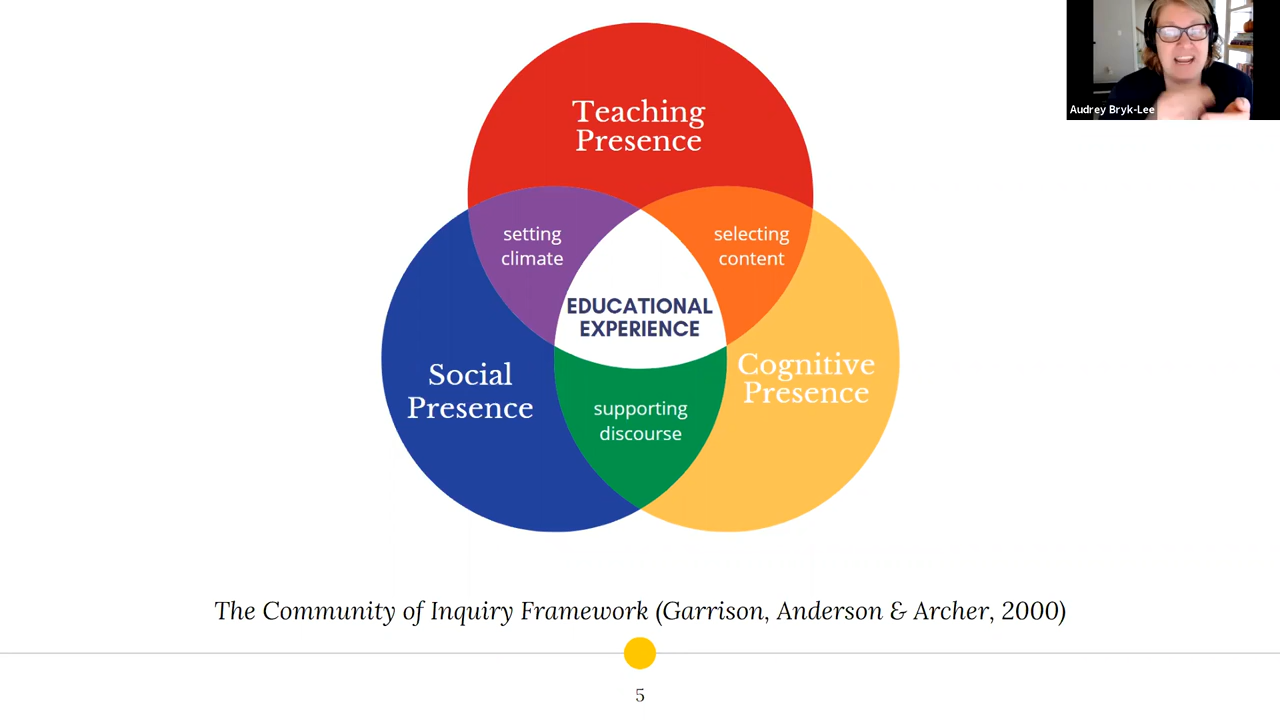 Teaching
Presence
Audrey Bryk-Lee
setting
climate
selecting
content
EDUCATIONAL
EXPERIENCE
Social
Presence
Cognitive
Presence
supporting
discourse
The Community of Inquiry Framework (Garrison, Anderson & Archer, 2000)
5